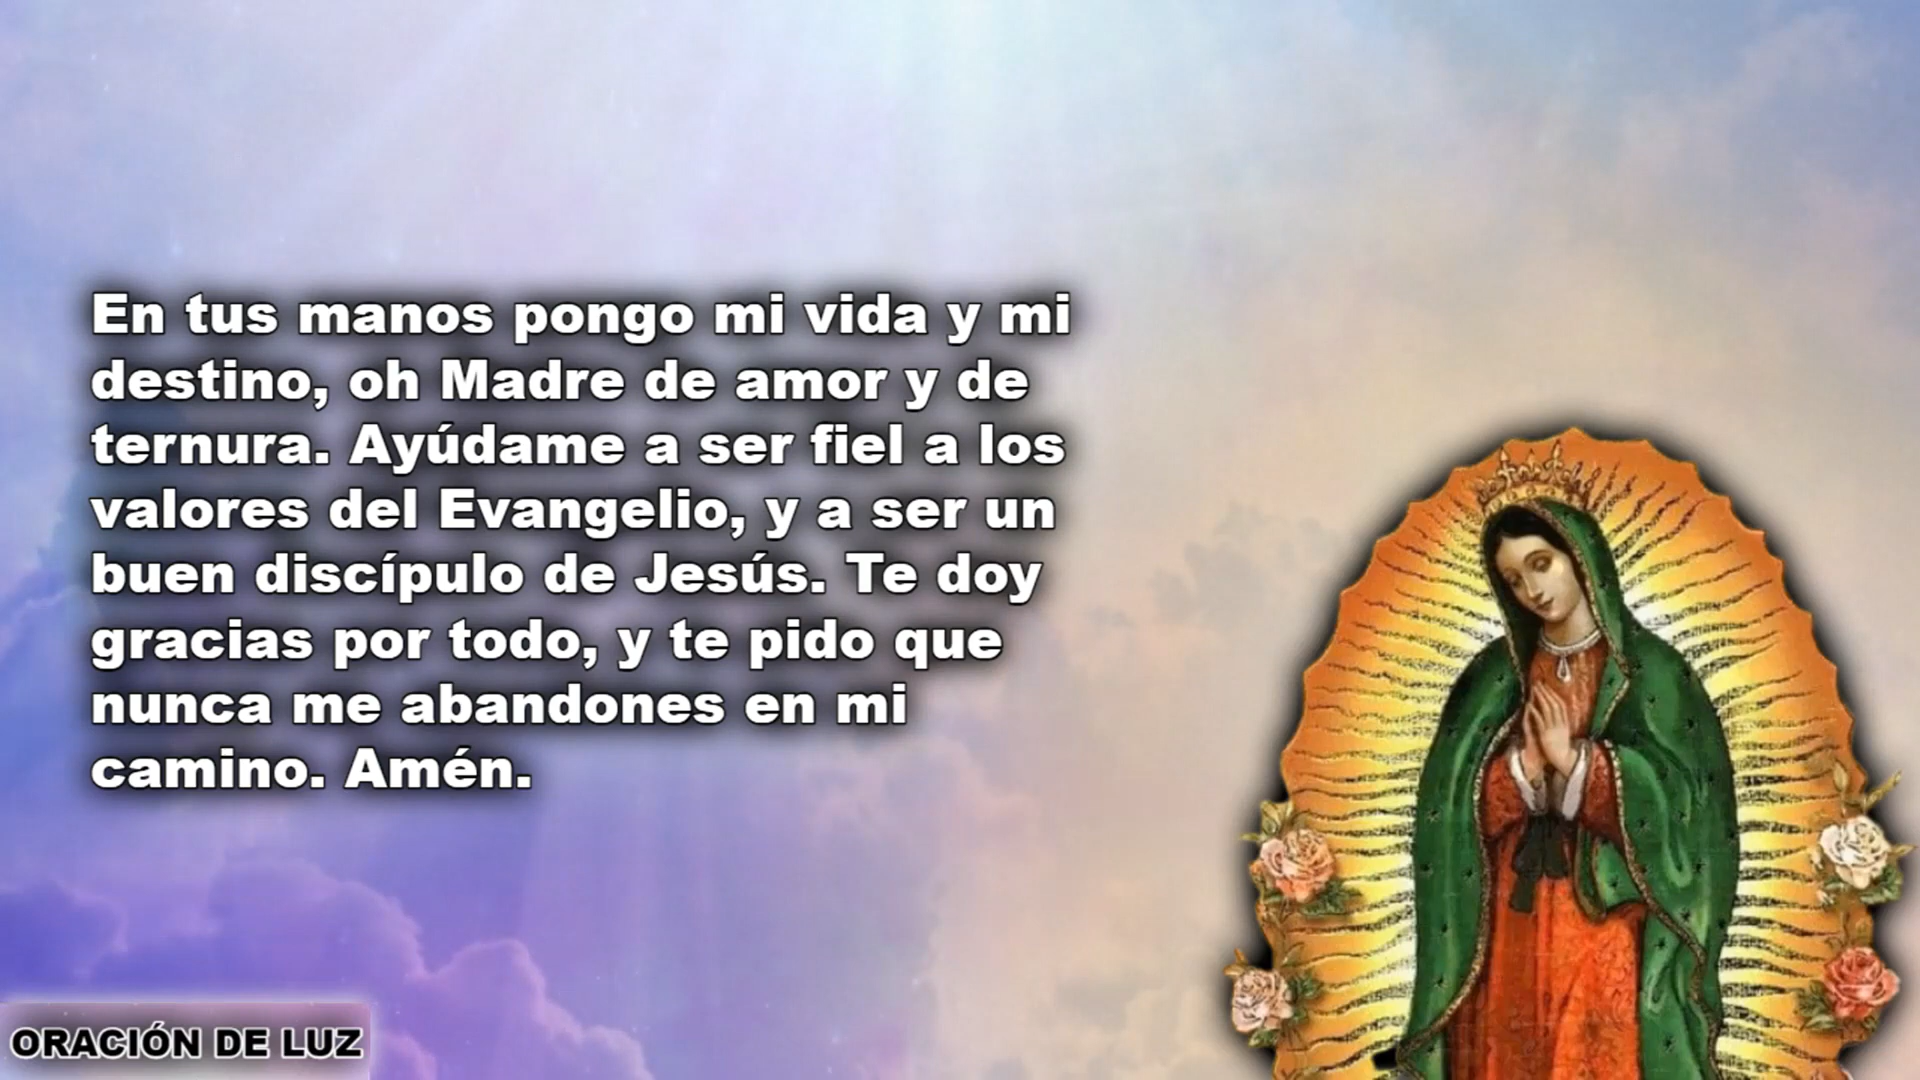 En tus manos pongo mi vida y mi
destino, oh Madre de amor y de
ternura. Ayúdame a ser fiel a los
valores del Evangelio, y a ser un
buen discípulo de Jesús. Te doy
gracias por todo, y te pido que
nunca me abandones en mi
camino. Amén.
ORACIÓN DE LUZ